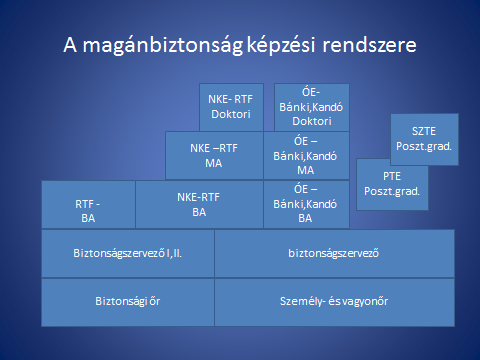 A magánbiztonság képzési rendszere
NKE- RTF
Doktori
ÓE-
Bánki,Kandó
Doktori
SZTE
Poszt.grad.
NKE –RTF
MA
ÓE –
Bánki,Kandó
MA
PTE
Poszt.grad.
RTF -
BA
NKE-RTF
BA
ÓE –
Bánki,Kandó
BA
Biztonságszervező I,II.
biztonságszervező
Biztonsági őr
Személy- és vagyonőr